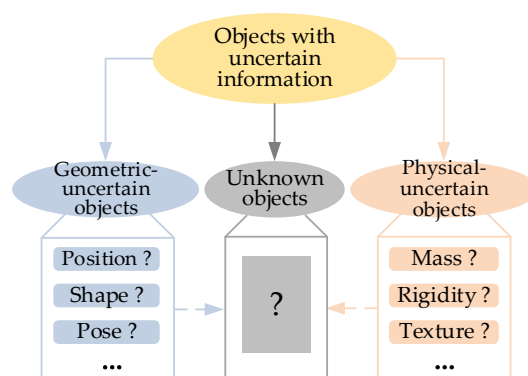 Objects with
uncertain
information
Geometric-
uncertain
objects
Unknown
objects
Physical-
uncertain
objects
Position ?
Shape ?
Pose ?
...
?
Mass ?
Rigidity ?
Texture ?
...